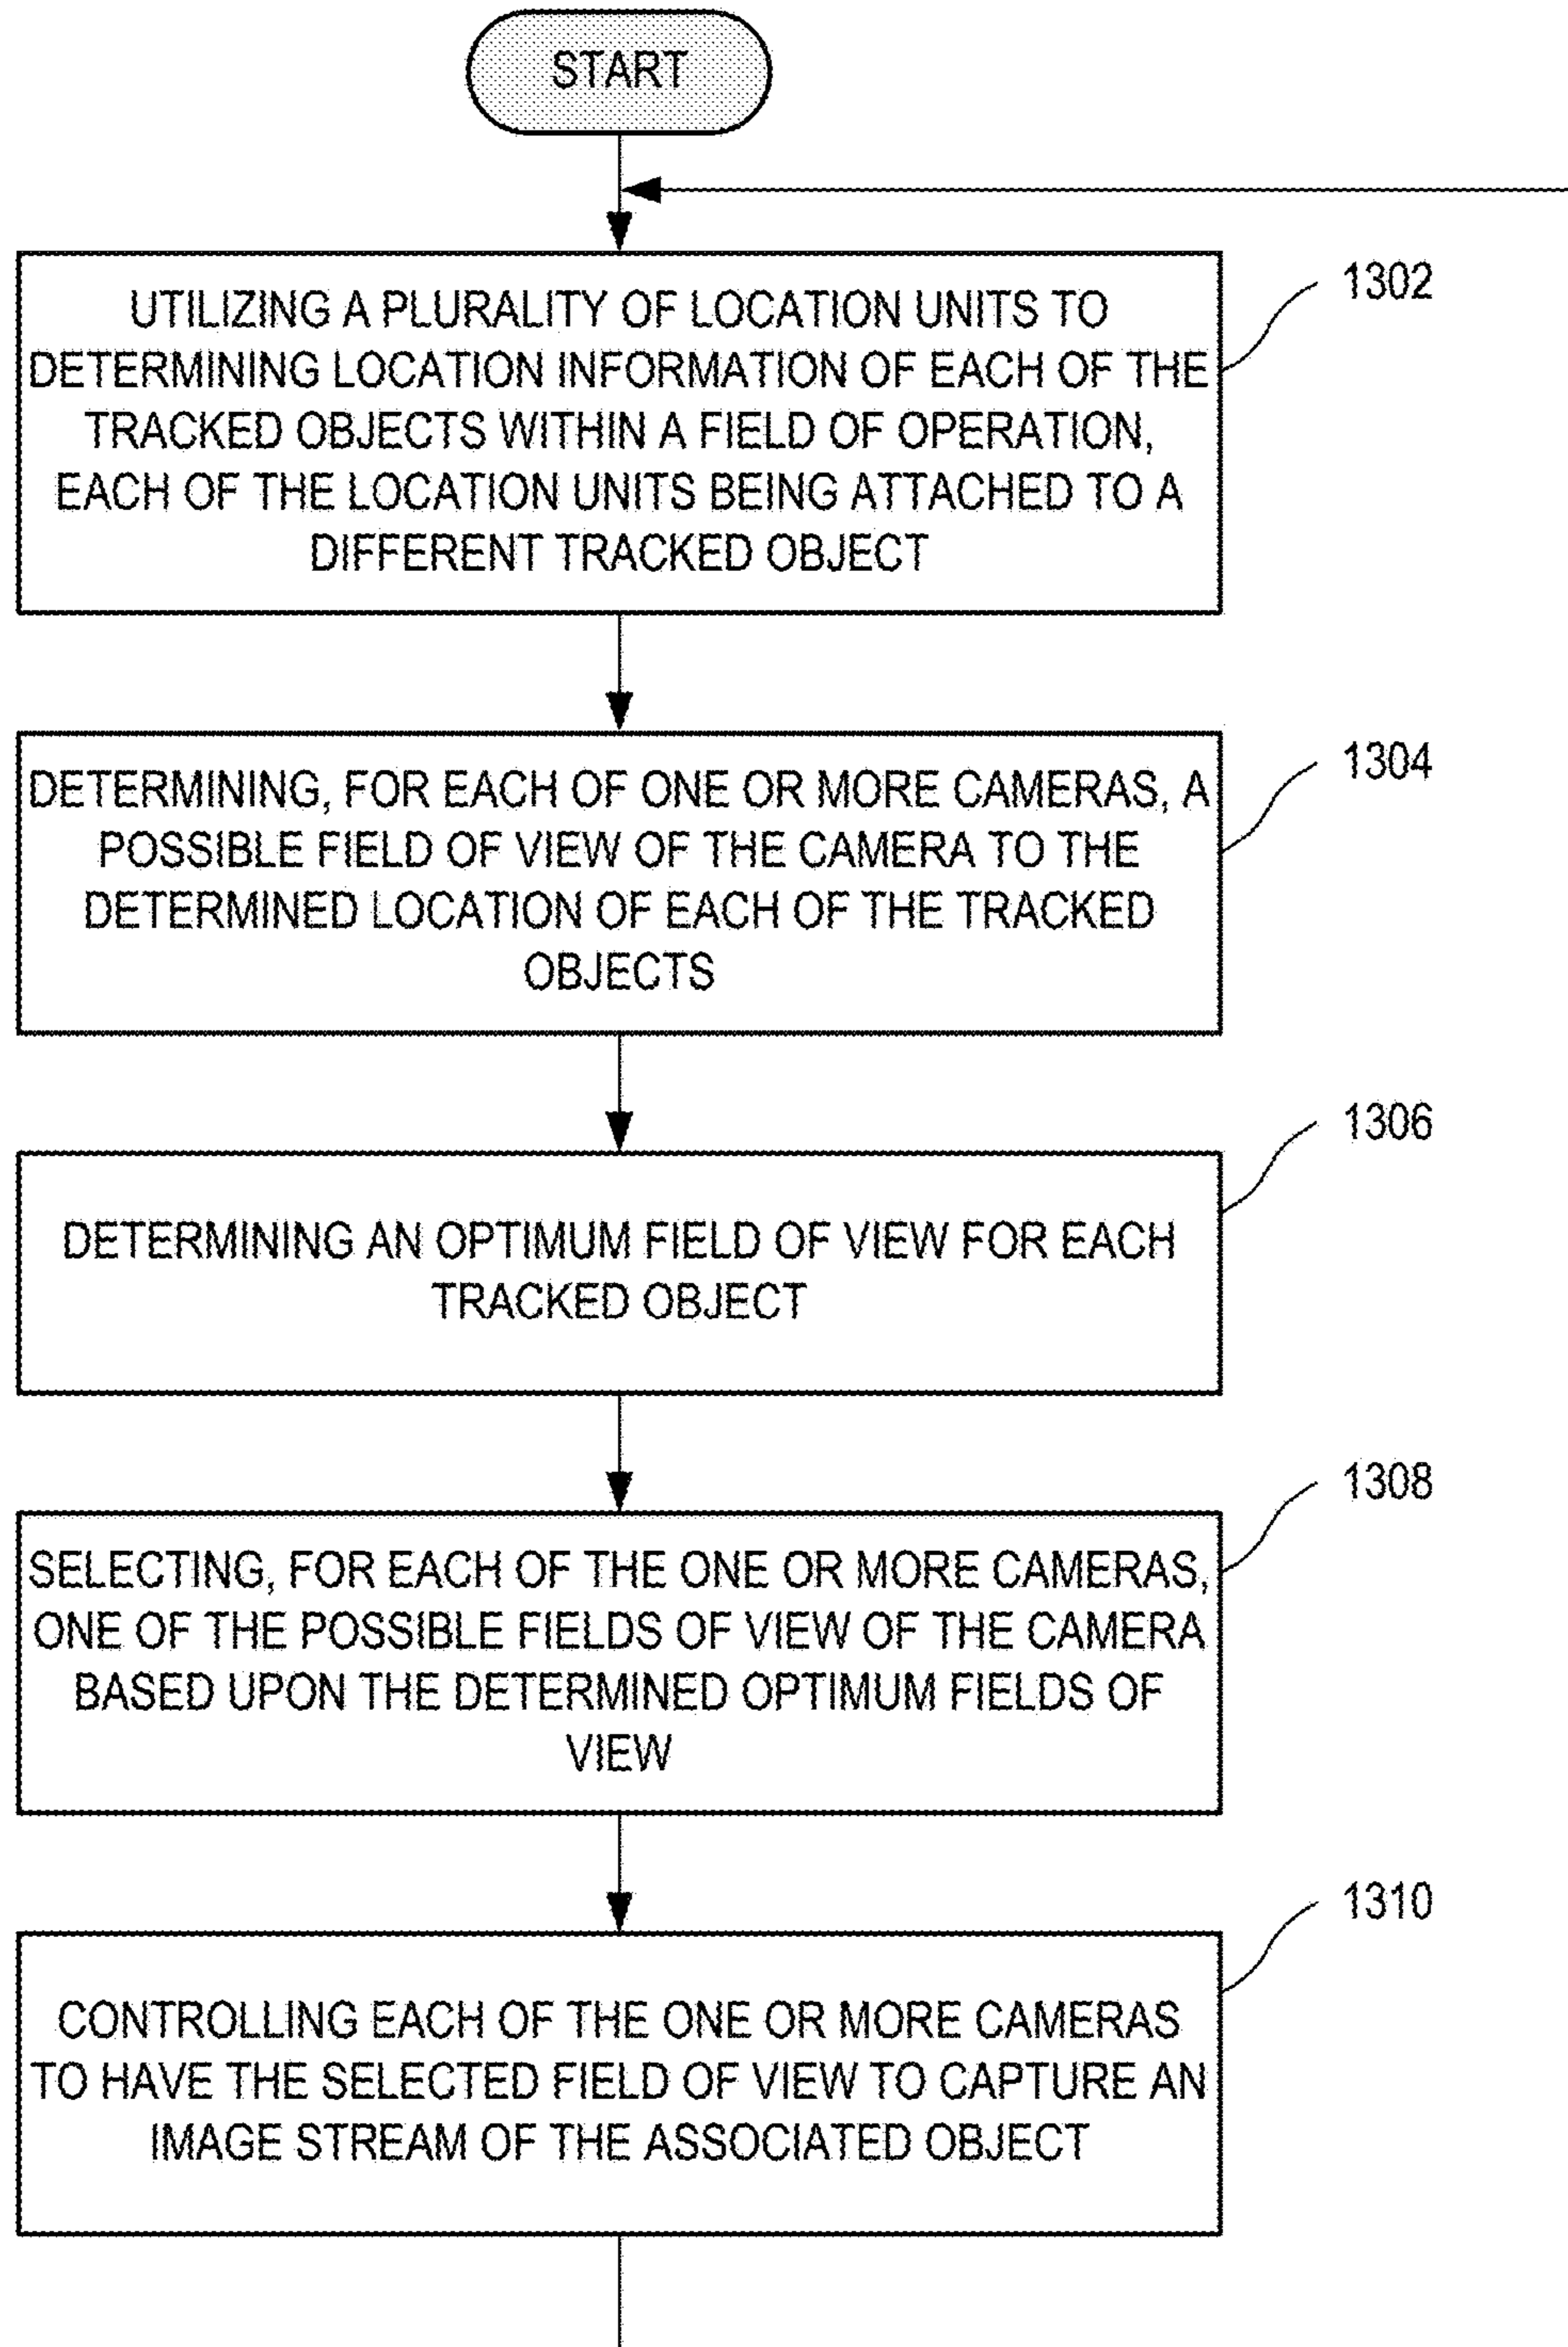 START
UTILIZING A PLURALITY OF LOCATION UNITS TO
DETERMINING LOCATION INFORMATION OF EACH OF THE
TRACKED OBJECTS WITHIN A FIELD OF OPERATION,
EACH OF THE LOCATION UNITS BEING ATTACHED TO A
DIFFERENT TRACKED OBJECT
1302
DETERMINING, FOR EACH OF ONE OR MORE CAMERAS, A
POSSIBLE FIELD OF VIEW OF THE CAMERA TO THE
DETERMINED LOCATION OF EACH OF THE TRACKED
OBJECTS
1304
DETERMINING AN OPTIMUM FIELD OF VIEW FOR EACH
TRACKED OBJECT
1306
SELECTING, FOR EACH OF THE ONE OR MORE CAMERAS,
ONE OF THE POSSIBLE FIELDS OF VIEW OF THE CAMERA
BASED UPON THE DETERMINED OPTIMUM FIELDS OF
VIEW
1308
CONTROLLING EACH OF THE ONE OR MORE CAMERAS
TO HAVE THE SELECTED FIELD OF VIEW TO CAPTURE AN
IMAGE STREAM OF THE ASSOCIATED OBJECT
1310